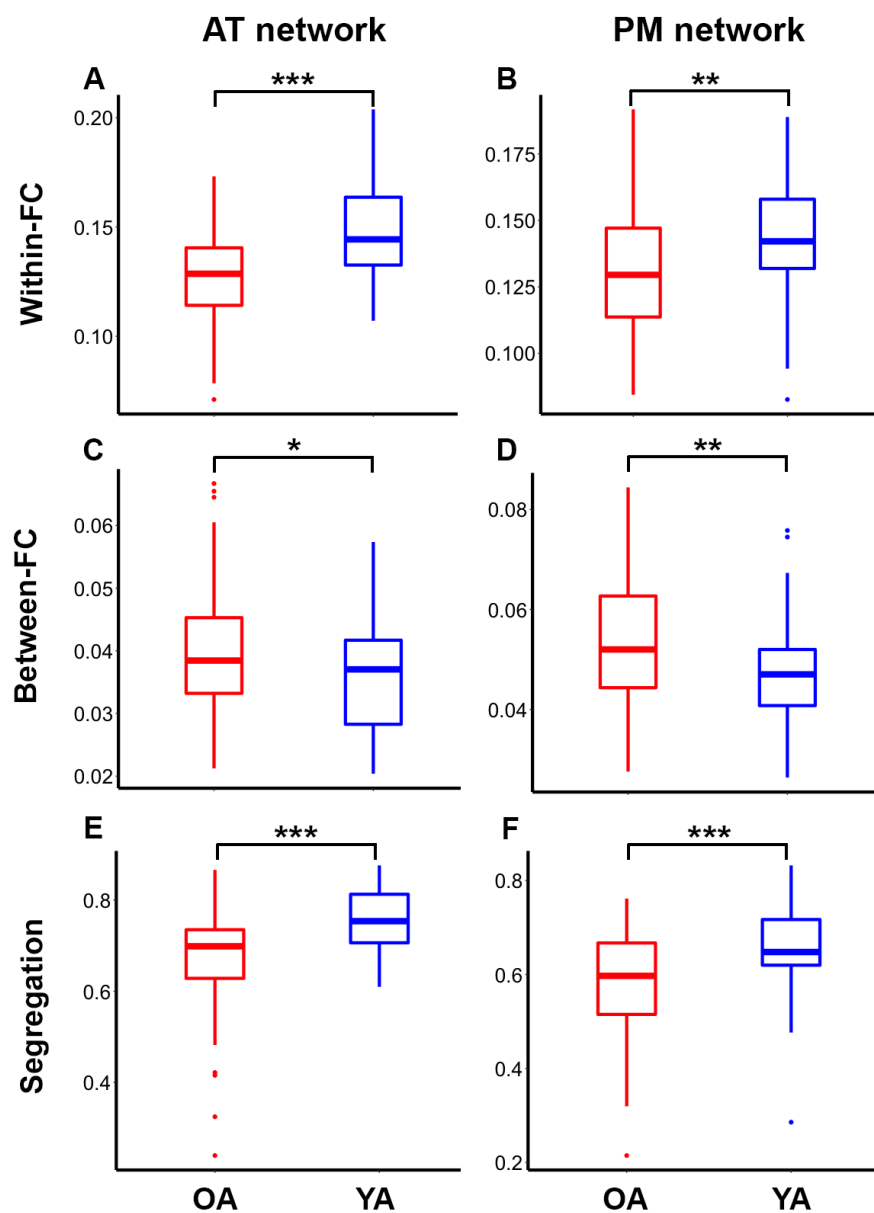 AT network
PM network
A
***
B
**
Within-FC
0.20
0.15
0.10
0.175
0.150
0.125
0.100
C
*
D
**
Between-FC
0.06
0.05
0.04
0.03
0.02
0.08
0.06
0.04
E
***
F
***
Segregation
0.8
0.6
0.4
0.8
0.6
0.4
0.2
OA
YA
OA
YA